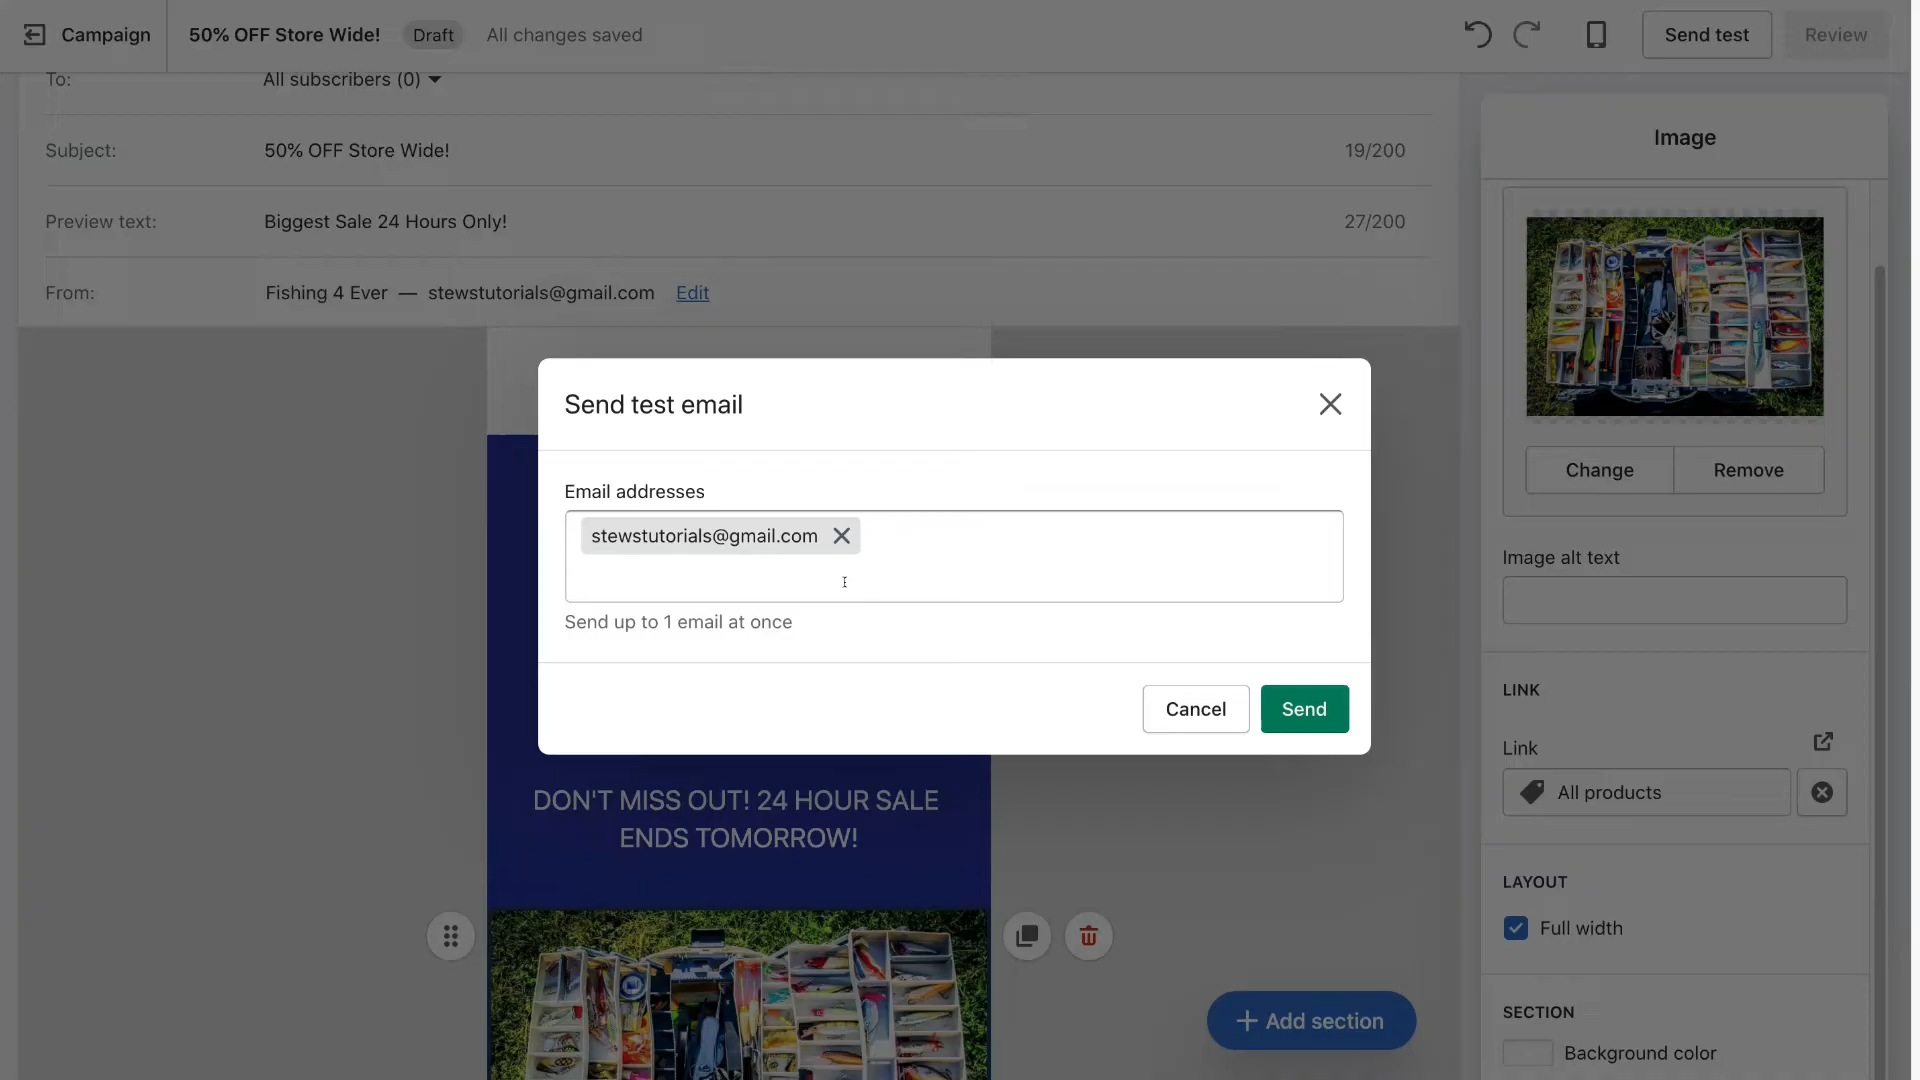 Campaign
50% OFF Store Wide!
Draft
All changes saved
Send test
Review
To:
All subscribers (0)
Subject:
50% OFF Store Wide!
19/200
Preview text:
Biggest Sale 24 Hours Only!
27/200
From:
Fishing 4 Ever — stewstutorials@gmail.com
Edit
Send test email
Email addresses
stewstutorials@gmail.com
Send up to 1 email at once
Cancel
Send
DON'T MISS OUT! 24 HOUR SALE
ENDS TOMORROW!
Add section
Image
Change
Remove
Image alt text
LINK
Link
All products
LAYOUT
Full width
SECTION
Background color